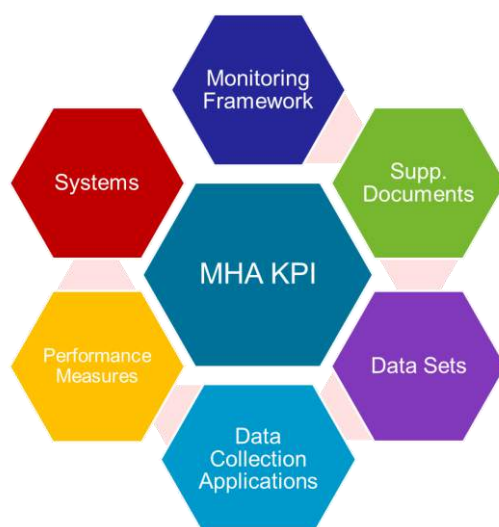 Monitoring
Framework
Systems
Supp.
Documents
MHA KPI
Performance
Measures
Data Sets
Data
Collection
Applications